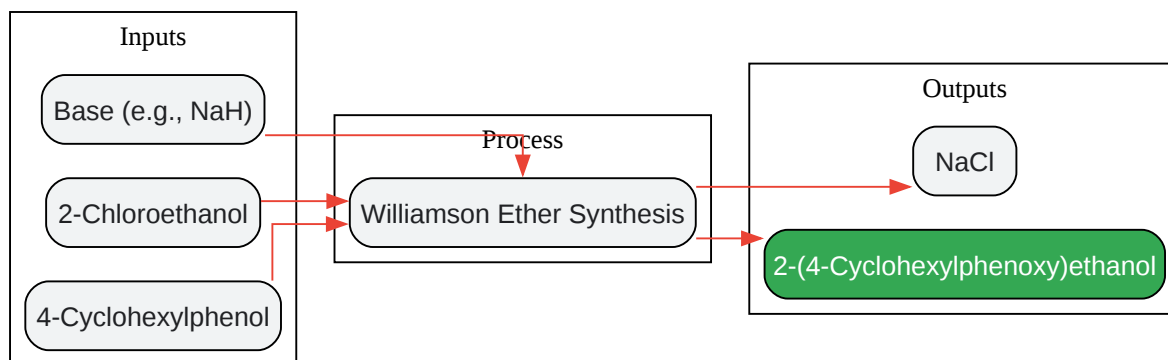 Inputs
Base (e.g., NaH)
2-Chloroethanol
4-Cyclohexylphenol
Process
Williamson Ether Synthesis
Outputs
NaCl
2-(4-Cyclohexylphenoxy)ethanol